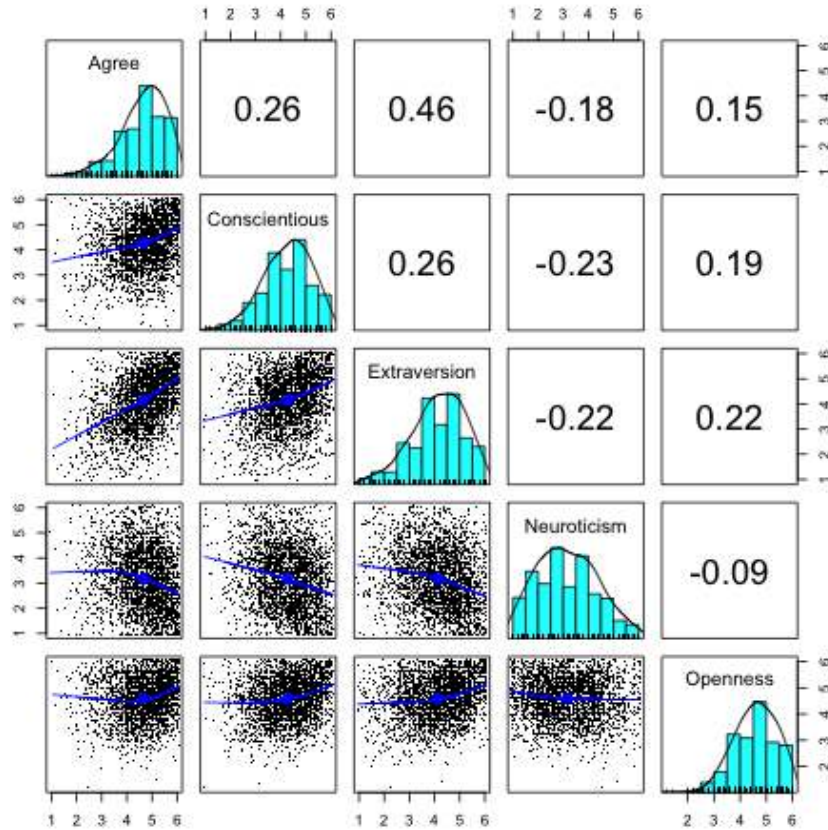 1 2 3 4 5 6
1 2 3 4 5 6
Agree
0.26
0.46
-0.18
0.15
1 2 3 4 5 6
1 2 3 4 5 6
Conscientious
0.26
-0.23
0.19
Extraversion
-0.22
0.22
1 2 3 4 5 6
1 2 3 4 5 6
Neuroticism
-0.09
Openness
2 3 4 5 6
1 2 3 4 5 6
1 2 3 4 5 6
2 3 4 5 6